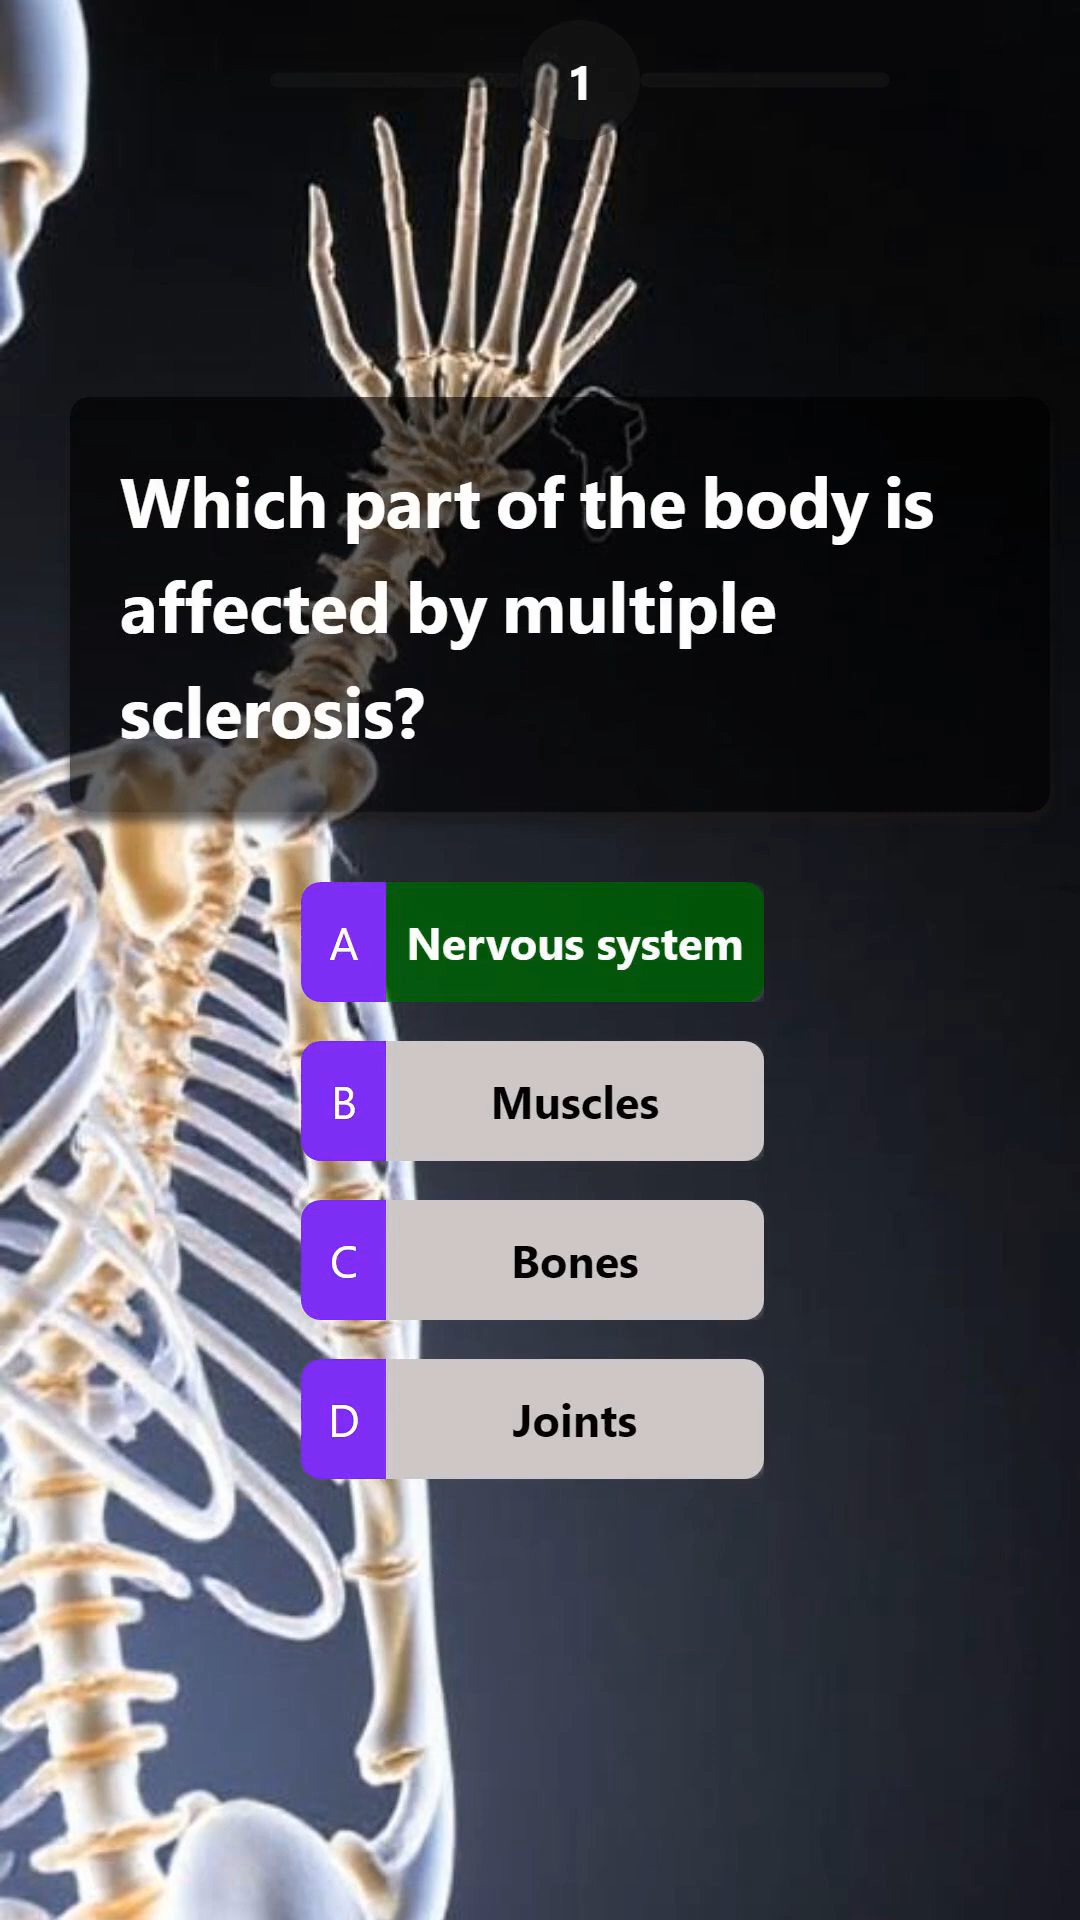 1
Which part of the body is
affected by multiple
sclerosis?
A Nervous system
B Muscles
C Bones
D Joints